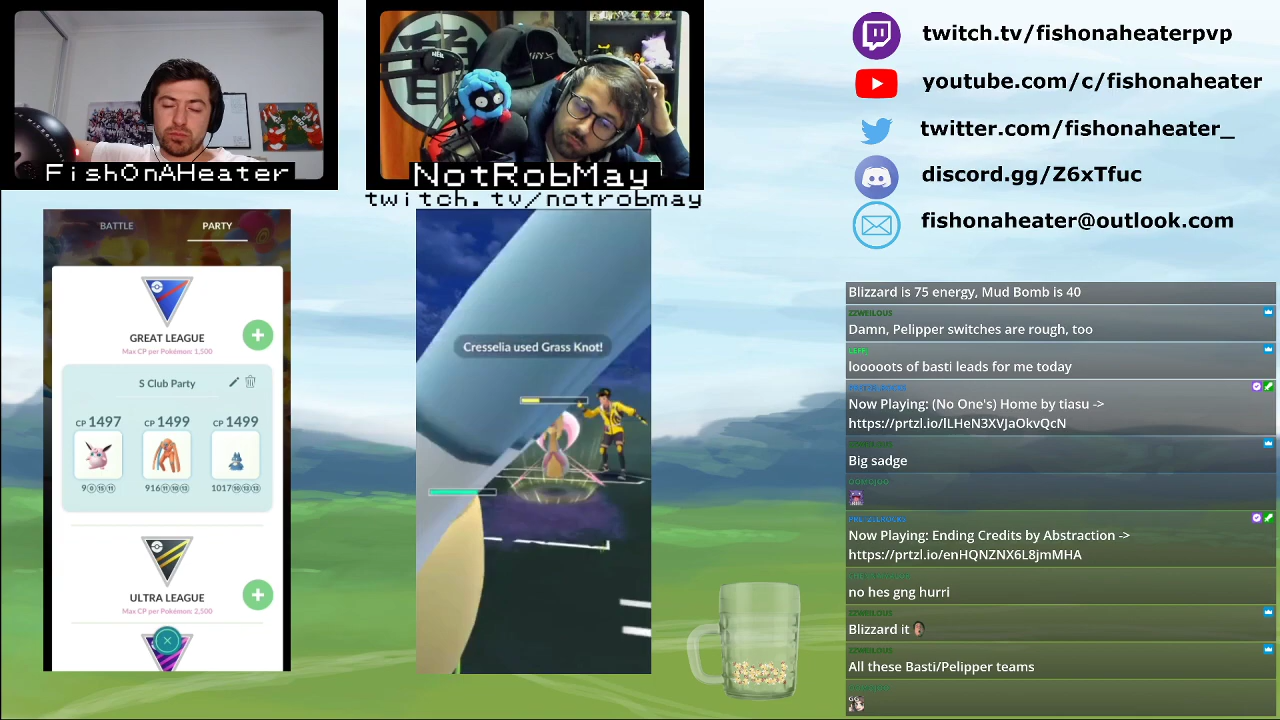 FishOnAHeater
NotRobMay
twitch.tv/notrobmay
twitch.tv/fishonaheaterpvp
youtube.com/c/fishonaheater
twitter.com/fishonaheater_
discord.gg/Z6xTfuc
fishonaheater@outlook.com
BATTLE
PARTY
GREAT LEAGUE
Max CP per Pokémon: 1,500
S Club Party
CP 1497
CP 1499
CP 1499
ULTRA LEAGUE
Max CP per Pokémon: 2,500
Cresselia used Grass Knot!
Blizzard is 75 energy, Mud Bomb is 40
ZZWEILOUS
Damn, Pelipper switches are rough, too
looooots of basti leads for me today
Now Playing: (No One's) Home by tiasu ->
https://prtzl.io/lLHeN3XVJaOkvQcN
ZZWEILOUS
Big sadge
Now Playing: Ending Credits by Abstraction ->
https://prtzl.io/enHQNZNX6L8jmMHA
no hes gng hurri
ZZWEILOUS
Blizzard it
ZZWEILOUS
All these Basti/Pelipper teams